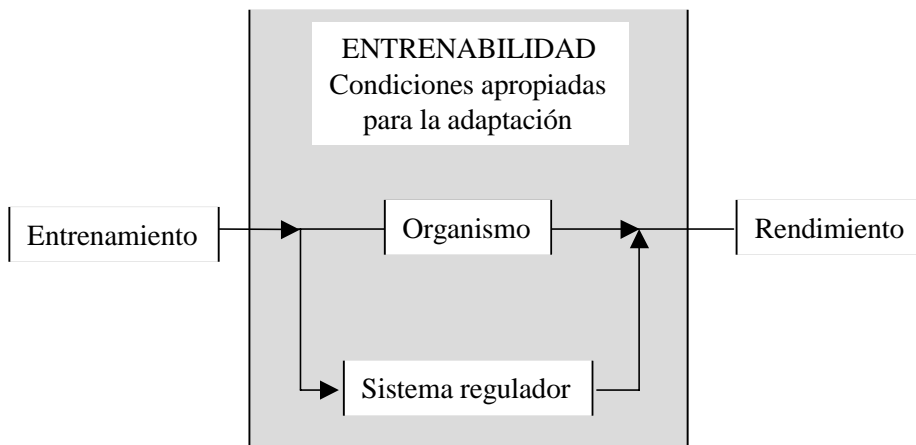 ENTRENABILIDAD
Condiciones apropiadas
para la adaptación
Entrenamiento
Organismo
Rendimiento
Sistema regulador